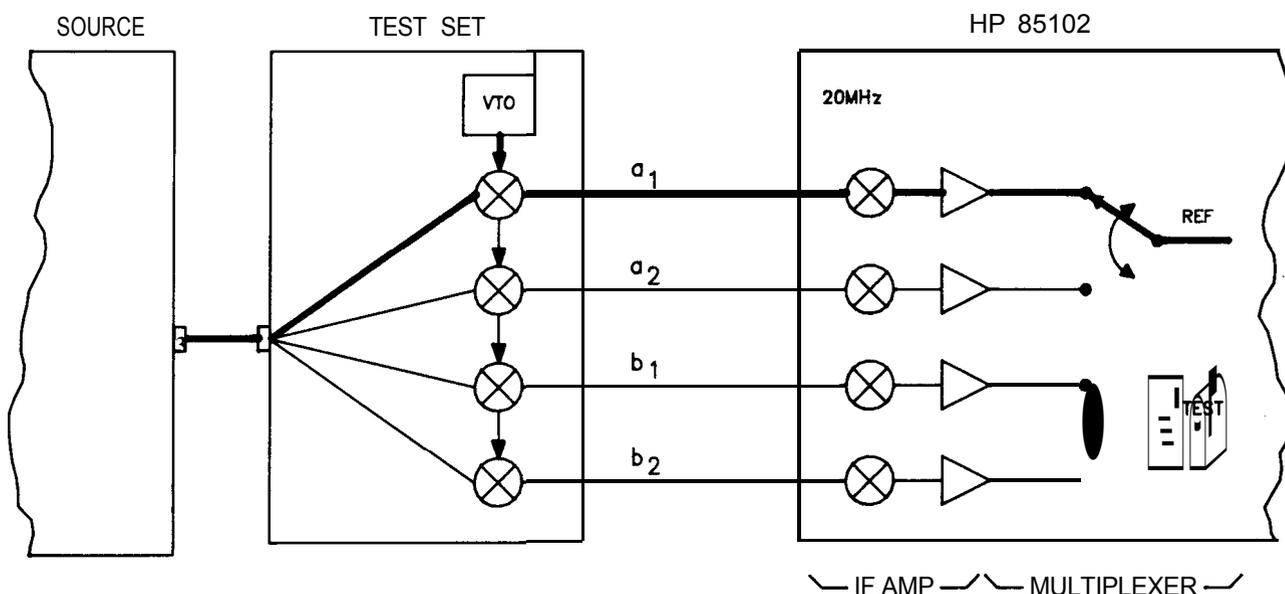 SOURCE
TEST SET
HP 85102
VTO
20MHz
a1
REF
a2
b1
TEST
b2
IF AMP
MULTIPLEXER